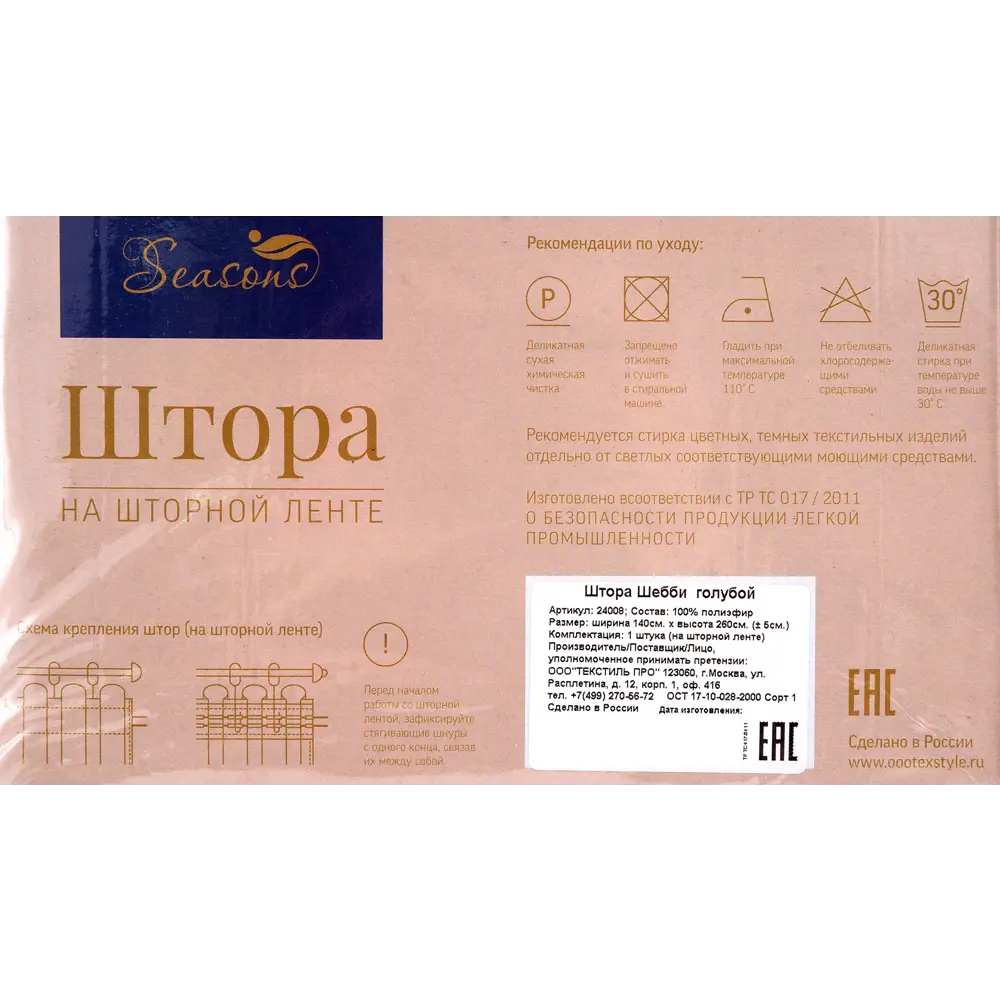 Seasons
Штора
НА ШТОРНОЙ ЛЕНТЕ
Схема крепления штор (на шторной ленте)
!
Перед началом
работы со шторной
лентой, зафиксируйте
стягивающие шнуры
с одного конца, связав
их между собой.
Рекомендации по уходу:
P
Деликатная
сухая
химическая
чистка
Запрещено
отжимать
и сушить
в стиральной
машине
Гладить при
максимальной
температуре
110° С
Не отбеливать
хлоросодержа-
щими
средствами
30°
Деликатная
стирка при
температуре
воды не выше
30° С
Рекомендуется стирка цветных, темных текстильных изделий
отдельно от светлых соответствующими моющими средствами.
Изготовлено всоответствии с ТР ТС 017 / 2011
О БЕЗОПАСНОСТИ ПРОДУКЦИИ ЛЕГКОЙ
ПРОМЫШЛЕННОСТИ
Штора Шебби голубой
Артикул: 24008; Состав: 100% полиэфир
Размер: ширина 140см. х высота 260см. (± 5см.)
Комплектация: 1 штука (на шторной ленте)
Производитель/Поставщик/Лицо,
уполномоченное принимать претензии:
ООО"ТЕКСТИЛЬ ПРО" 123060, г.Москва, ул.
Расплетина, д. 12, корп. 1, оф. 416
тел. +7(499) 270-56-72 ОСТ 17-10-028-2000 Сорт 1
Сделано в России Дата изготовления:
ТР ТС 017/2011
EAC
EAC
Сделано в России
www.oootexstyle.ru